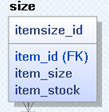 size
itemsize_id
item_id (FK)
item_size
item_stock